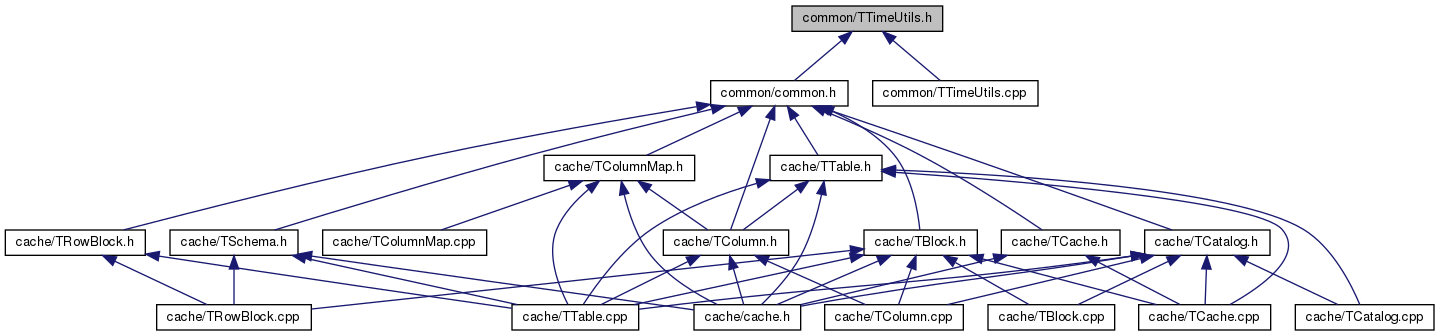 common/TTimeUtils.h
common/common.h
common/TTimeUtils.cpp
cache/TColumnMap.h
cache/TTable.h
cache/TRowBlock.h
cache/TSchema.h
cache/TColumnMap.cpp
cache/TColumn.h
cache/TBlock.h
cache/TCache.h
cache/TCatalog.h
cache/TRowBlock.cpp
cache/TTable.cpp
cache/cache.h
cache/TColumn.cpp
cache/TBlock.cpp
cache/TCache.cpp
cache/TCatalog.cpp